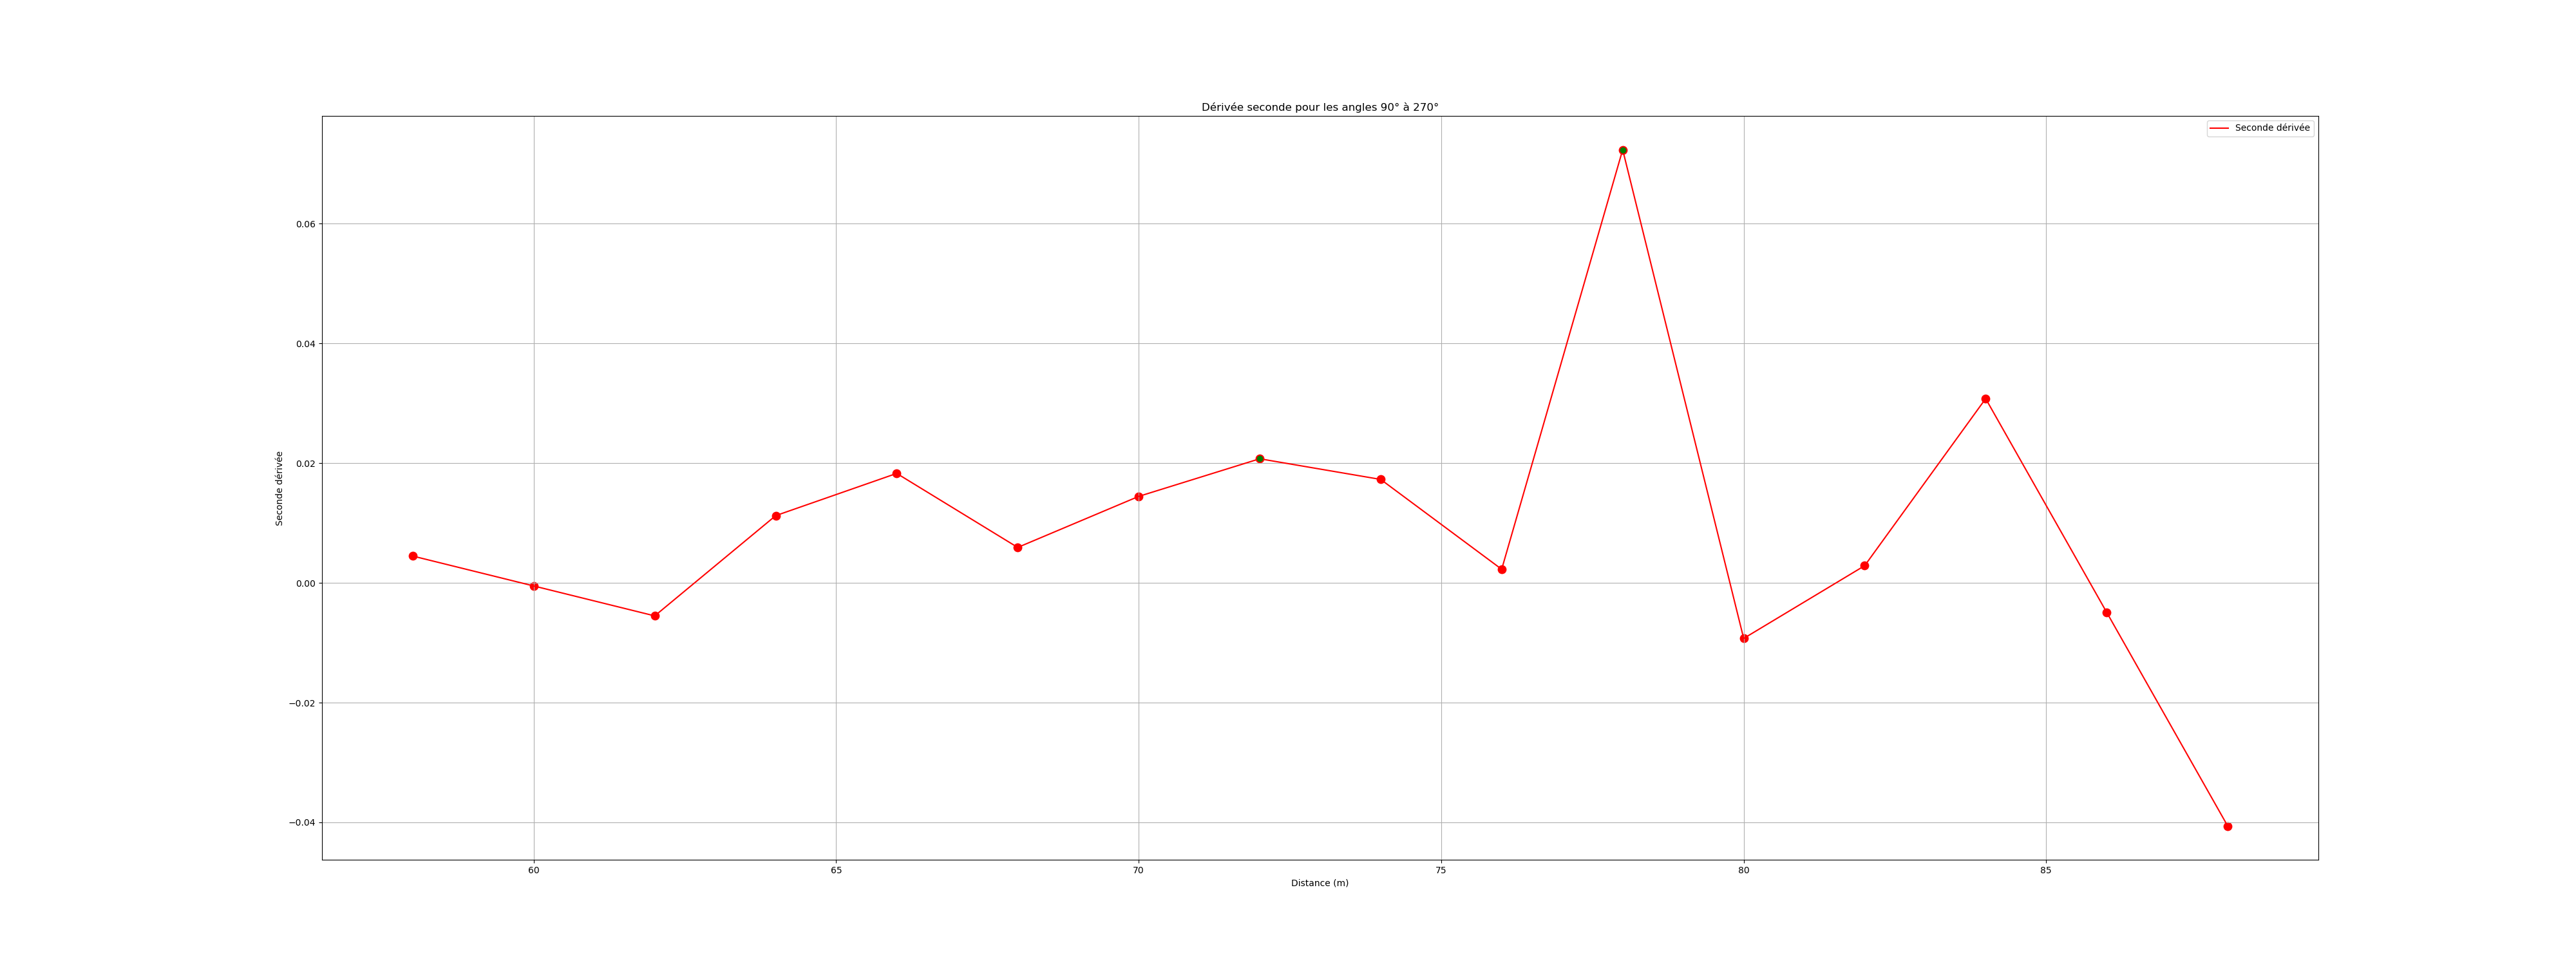 Dérivée seconde pour les angles 90° à 270°
Seconde dérivée
0.06
0.04
0.02
0.00
−0.02
−0.04
Seconde dérivée
60 65 70 75 80 85
Distance (m)